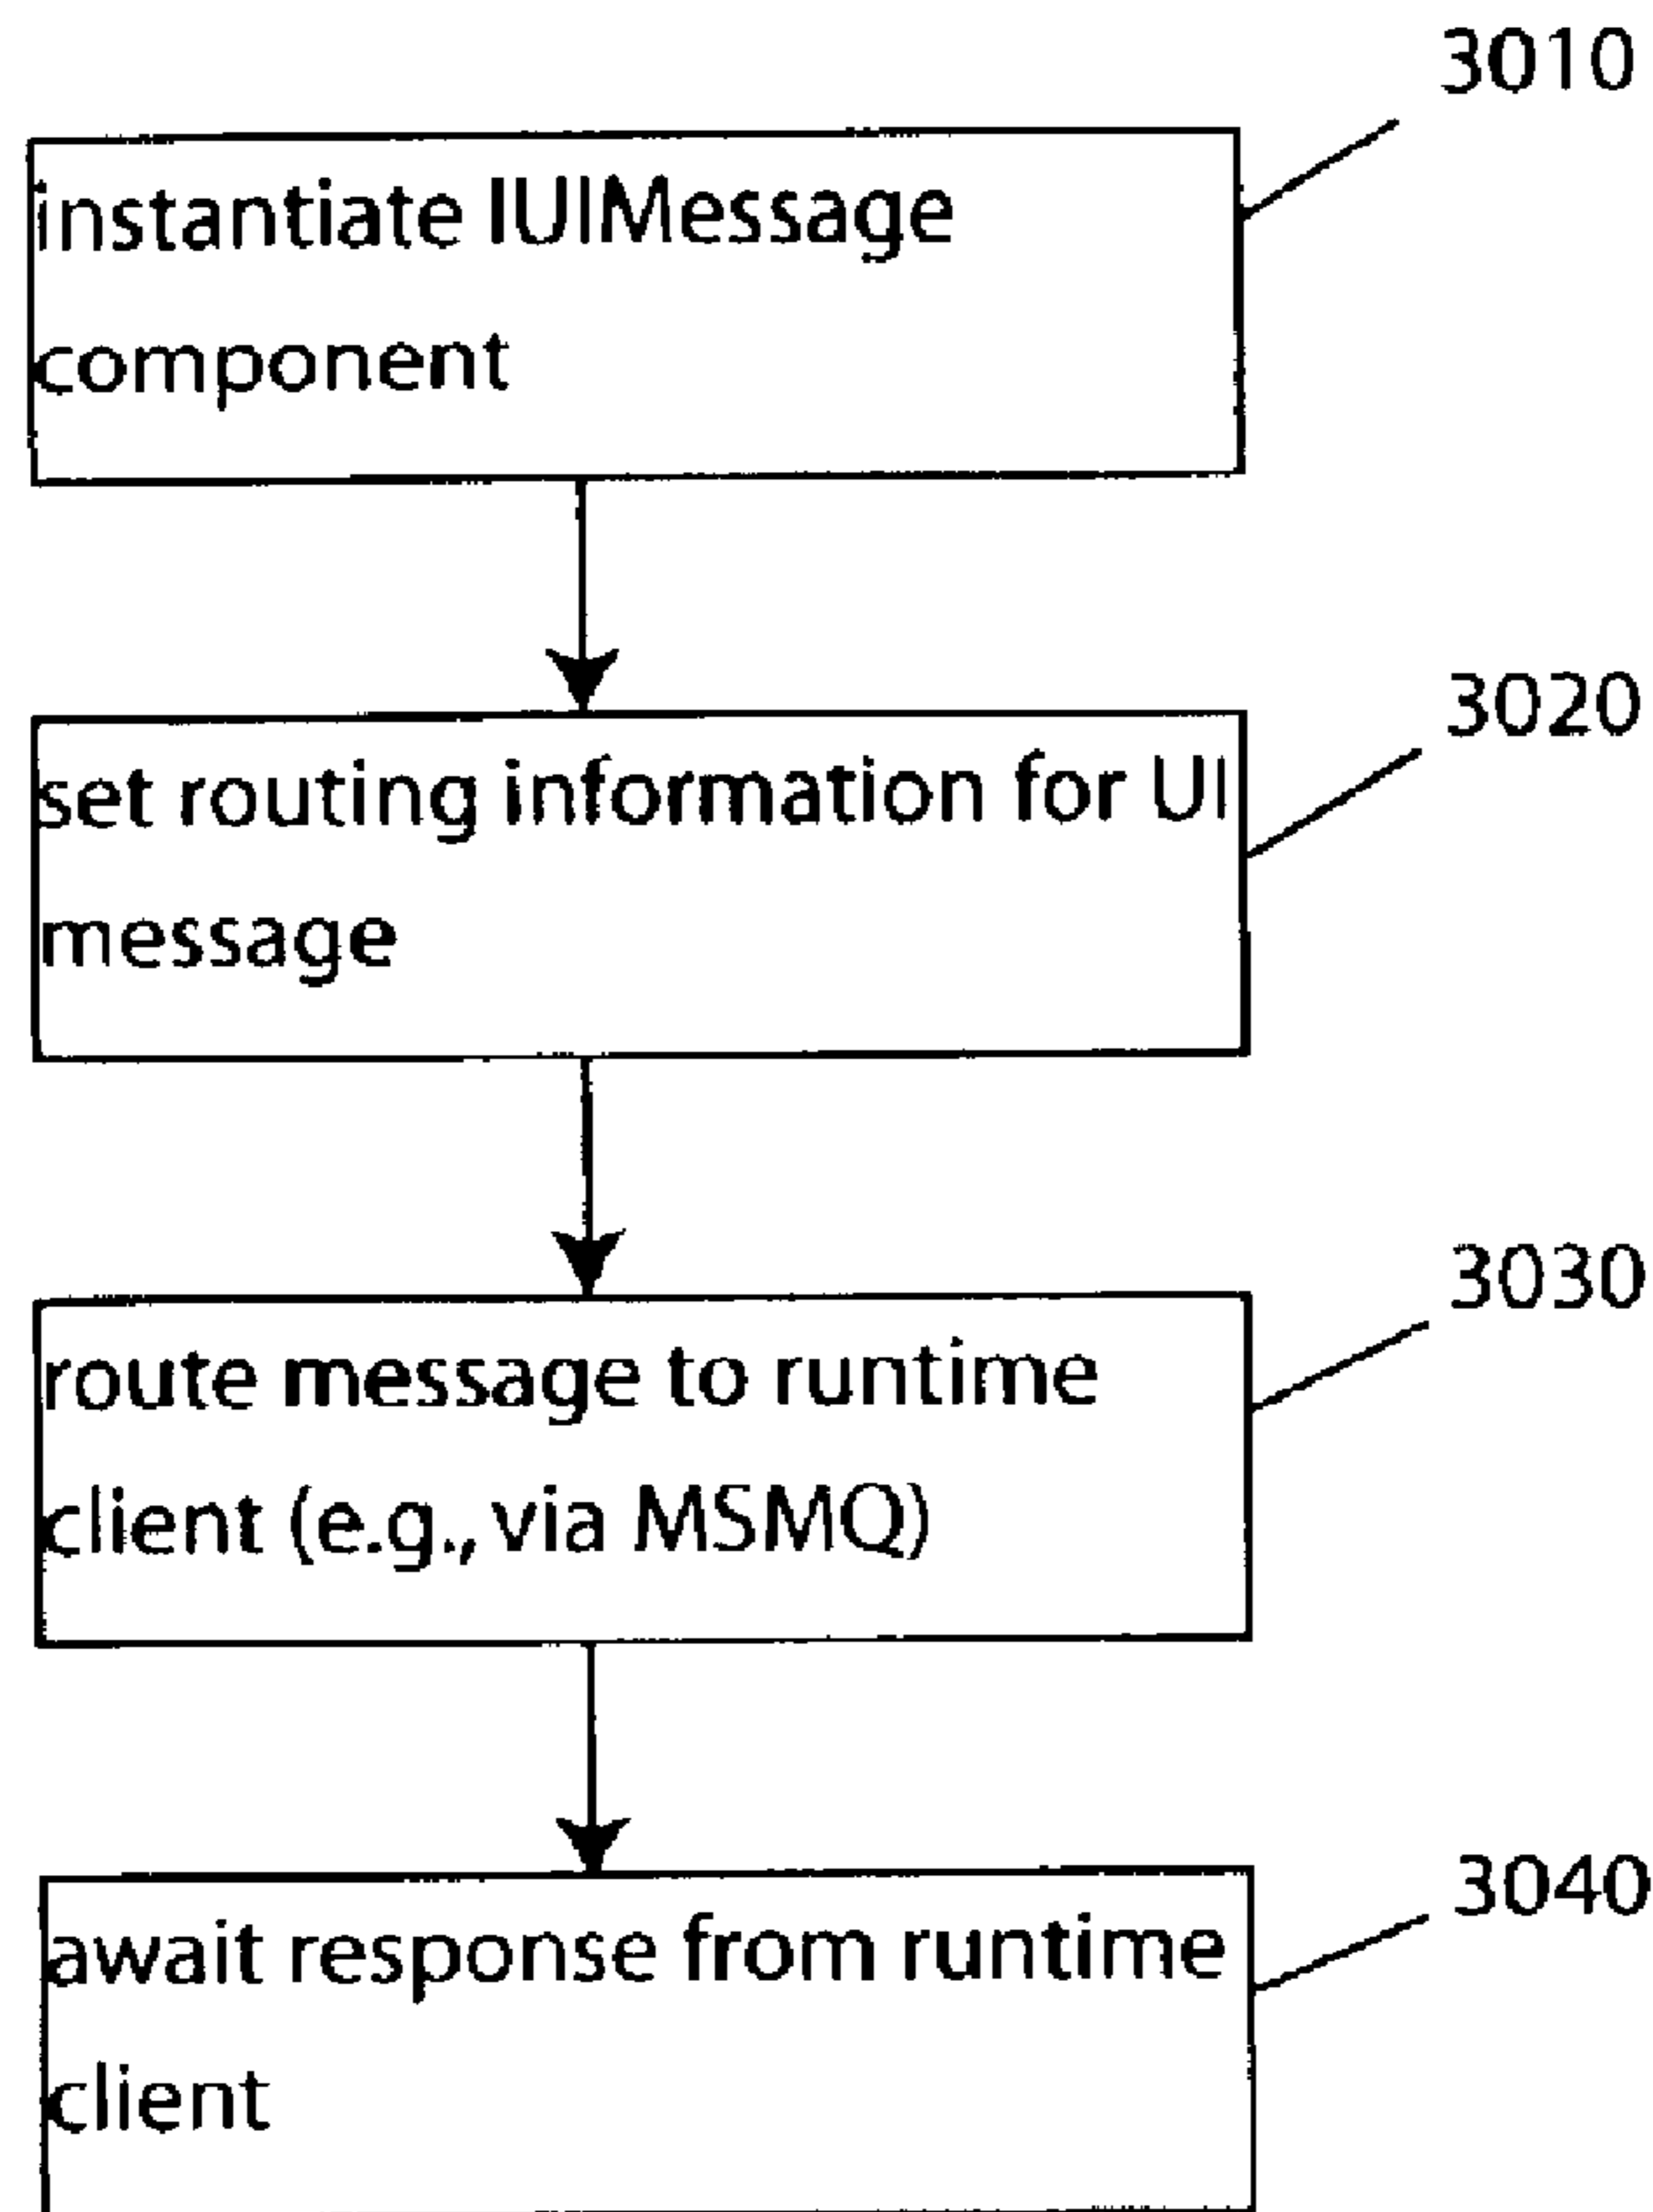 3010
instantiate IUIMessage
component
3020
set routing information for UI
message
3030
route message to runtime
client (e.g., via MSMQ)
3040
await response from runtime
client